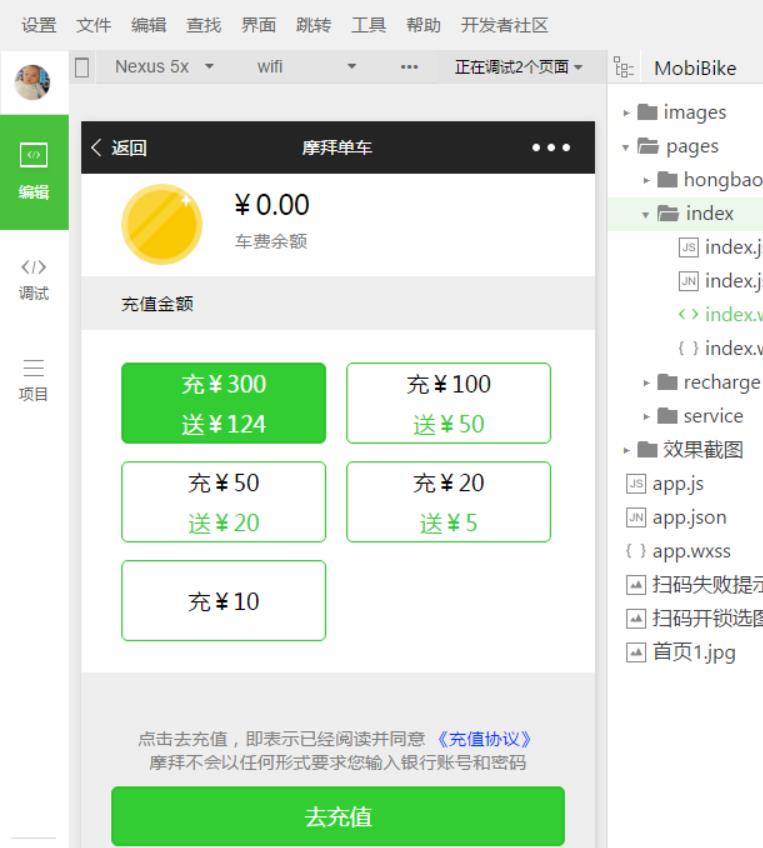 设置 文件 编辑 查找 界面 跳转 工具 帮助 开发者社区
Nexus 5x wifi ••• 正在调试2个页面
MobiBike
编辑
调试
项目
返回 摩拜单车
¥0.00
车费余额
充值金额
充¥300
送¥124
充¥100
送¥50
充¥50
送¥20
充¥20
送¥5
充¥10
点击去充值，即表示已经阅读并同意《充值协议》
摩拜不会以任何形式要求您输入银行账号和密码
去充值
images
pages
hongbao
index
JS index.j
JN index.j
<> index.w
{ } index.w
recharge
service
效果截图
JS app.js
JN app.json
{ } app.wxss
扫码失败提示
扫码开锁选图
首页1.jpg